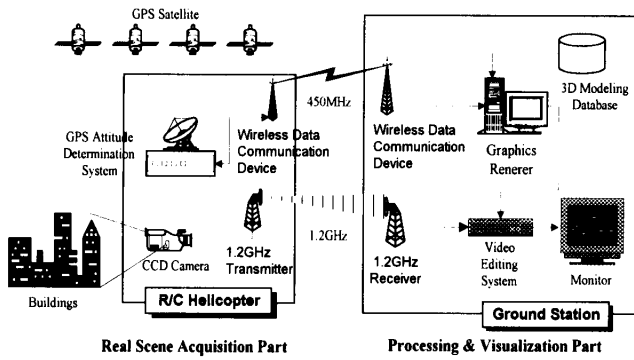 GPS Satellite
450MHz
3D Modeling
Database
GPS Attitude
Determination
System
Wireless Data
Communication
Device
Wireless Data
Communication
Device
Graphics
Renerer
1.2GHz
Buildings
CCD Camera
1.2GHz
Transmitter
1.2GHz
Receiver
Video
Editing
System
Monitor
R/C Helicopter
Ground Station
Real Scene Acquisition Part
Processing & Visualization Part